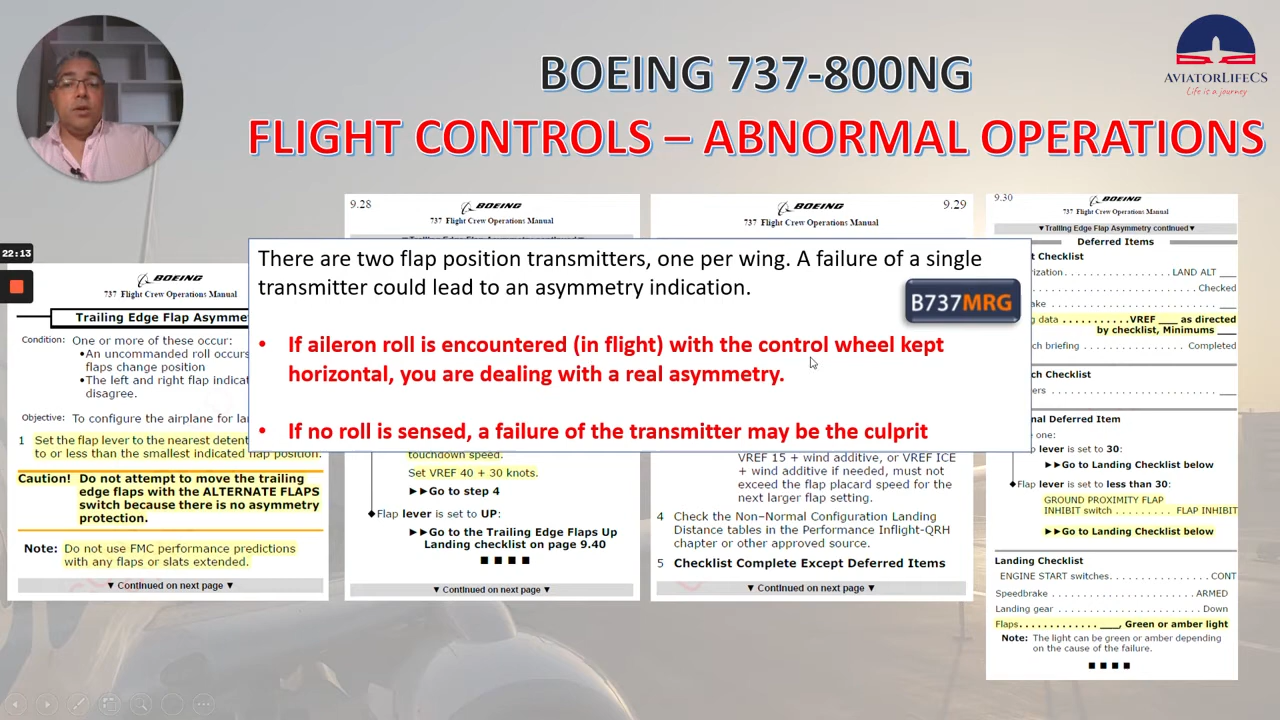 BOEING 737-800NG
FLIGHT CONTROLS – ABNORMAL OPERATIONS
AVIATORLIFECS
Life is a journey
22:13
BOEING
737 Flight Crew Operations Manual
Trailing Edge Flap
Condition: One or more of these occur:
•An uncommanded roll occurs
flaps change position
•The left and right flap
disagree.
Objective: To configure the airplane for
1 Set the flap lever to the nearest detent
to or less than the smallest indicated flap position.
Caution! Do not attempt to move the trailing
edge flaps with the ALTERNATE FLAPS
switch because there is no asymmetry
protection.
Note: Do not use FMC performance predictions
with any flaps or slats extended.
▼ Continued on next page ▼
There are two flap position transmitters, one per wing. A failure of a single
transmitter could lead to an asymmetry indication.
B737MRG
• If aileron roll is encountered (in flight) with the control wheel kept
horizontal, you are dealing with a real asymmetry.
• If no roll is sensed, a failure of the transmitter may be the culprit
9.28
BOEING
737 Flight Crew Operations Manual
touchdown speed.
Set VREF 40 + 30 knots.
►►Go to step 4
◆Flap lever is set to UP:
►►Go to the Trailing Edge Flaps Up
Landing checklist on page 9.40
■ ■ ■ ■
▼ Continued on next page ▼
BOEING
9.29
737 Flight Crew Operations Manual
VREF 15 + wind additive, or VREF ICE
+ wind additive if needed, must not
exceed the flap placard speed for the
next larger flap setting.
4 Check the Non–Normal Configuration Landing
Distance tables in the Performance Inflight-QRH
chapter or other approved source.
5 Checklist Complete Except Deferred Items
▼ Continued on next page ▼
9.30
BOEING
737 Flight Crew Operations Manual
▼Trailing Edge Flap Asymmetry continued▼
Deferred Items
Checklist
LAND ALT ___
Checked
data . . . . . . . . . . .VREF ___ as directed
by checklist, Minimums ___
briefing . . . . . . . . . . . . . . . . Completed
Checklist
Deferred Item
one:
lever is set to 30:
►►Go to Landing Checklist below
◆Flap lever is set to less than 30:
GROUND PROXIMITY FLAP
INHIBIT switch . . . . . . . . . FLAP INHIBIT
►►Go to Landing Checklist below
Landing Checklist
ENGINE START switches. . . . . . . . . . . . . . . CONT
Speedbrake . . . . . . . . . . . . . . . . . . . . . ARMED
Landing gear . . . . . . . . . . . . . . . . . . . . . Down
Flaps. . . . . . . . . . . . . ___, Green or amber light
Note: The light can be green or amber depending
on the cause of the failure.
■ ■ ■ ■